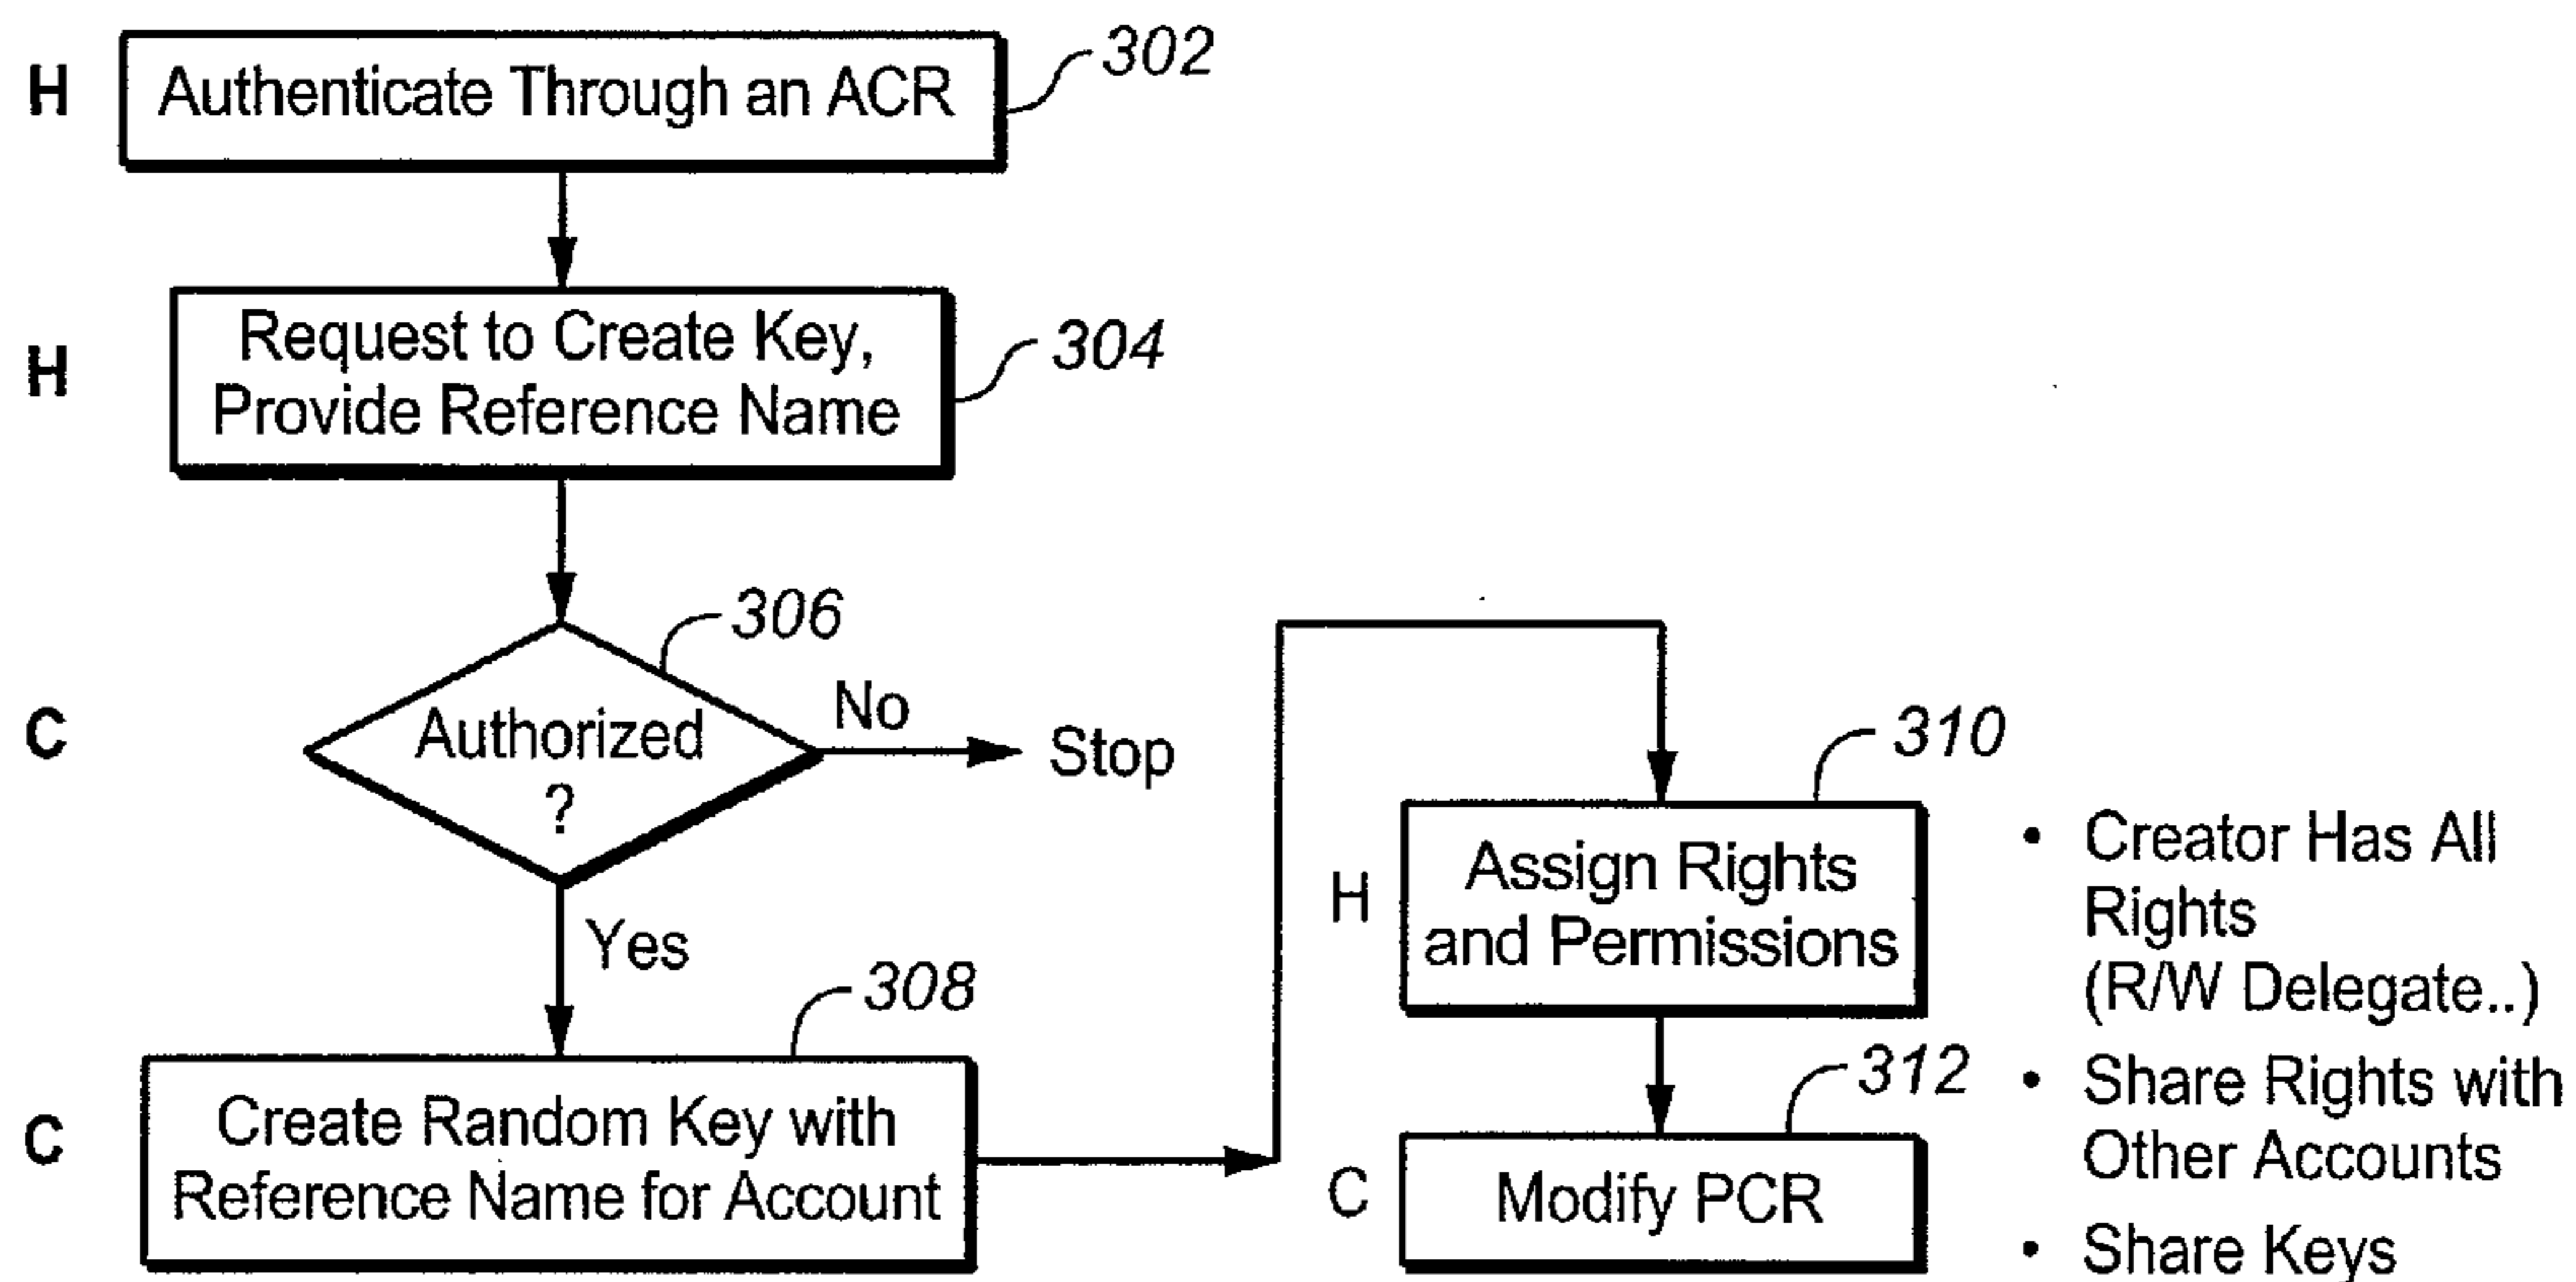 H
Authenticate Through an ACR
302
H
Request to Create Key,
Provide Reference Name
304
306
C
Authorized
?
No
Stop
Yes
308
C
Create Random Key with
Reference Name for Account
310
H
Assign Rights
and Permissions
312
C
Modify PCR
• Creator Has All
Rights
(R/W Delegate..)
• Share Rights with
Other Accounts
• Share Keys